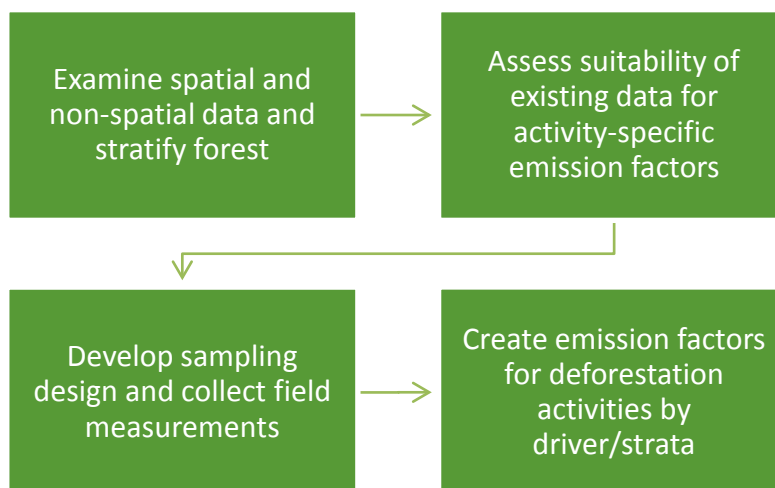 Examine spatial and
non-spatial data and
stratify forest
Assess suitability of
existing data for
activity-specific
emission factors
Develop sampling
design and collect field
measurements
Create emission factors
for deforestation
activities by
driver/strata